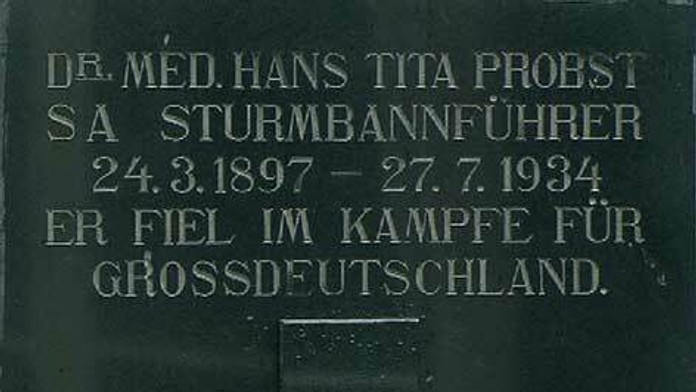 DR. MED. HANS TITA PROBST
SA STURMBANNFÜHRER
24.3.1897 – 27.7.1934
ER FIEL IM KAMPFE FÜR
GROSSDEUTSCHLAND.